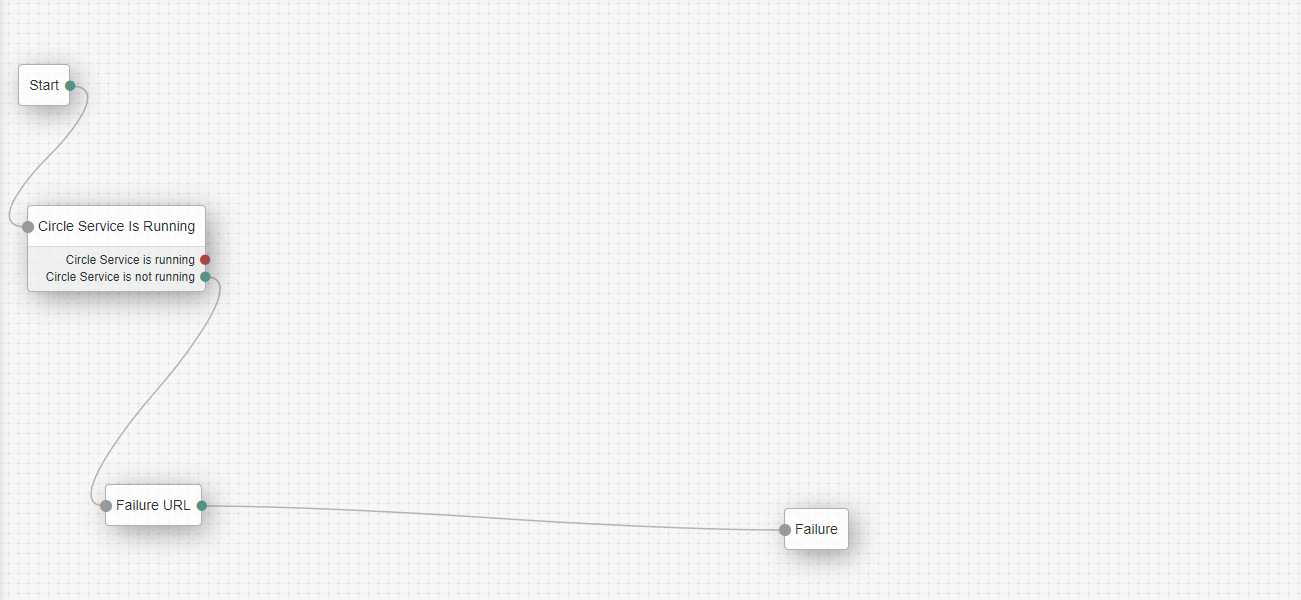 Start
Circle Service Is Running
Circle Service is running
Circle Service is not running
Failure URL
Failure